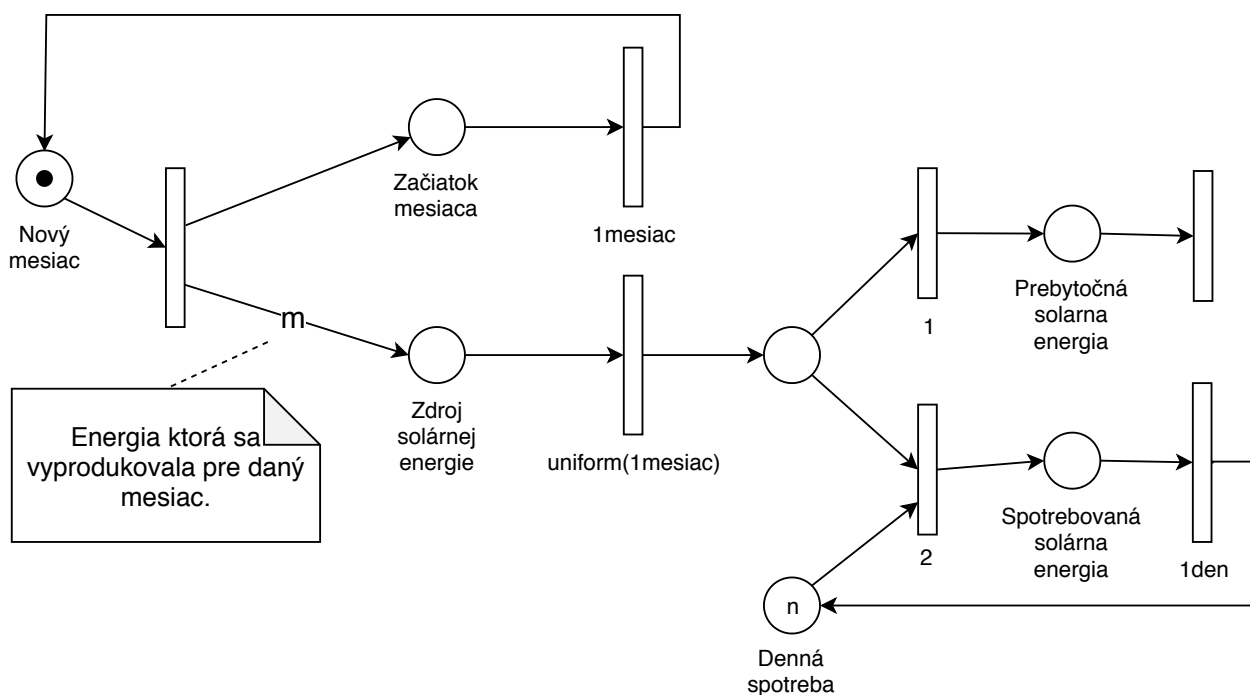 Nový
mesiac
Začiatok
mesiaca
1mesiac
m
Energia ktorá sa
vyprodukovala pre daný
mesiac.
Zdroj
solárnej
energie
uniform(1mesiac)
1
Prebytočná
solarna
energia
2
Spotrebovaná
solárna
energia
1den
n
Denná
spotreba